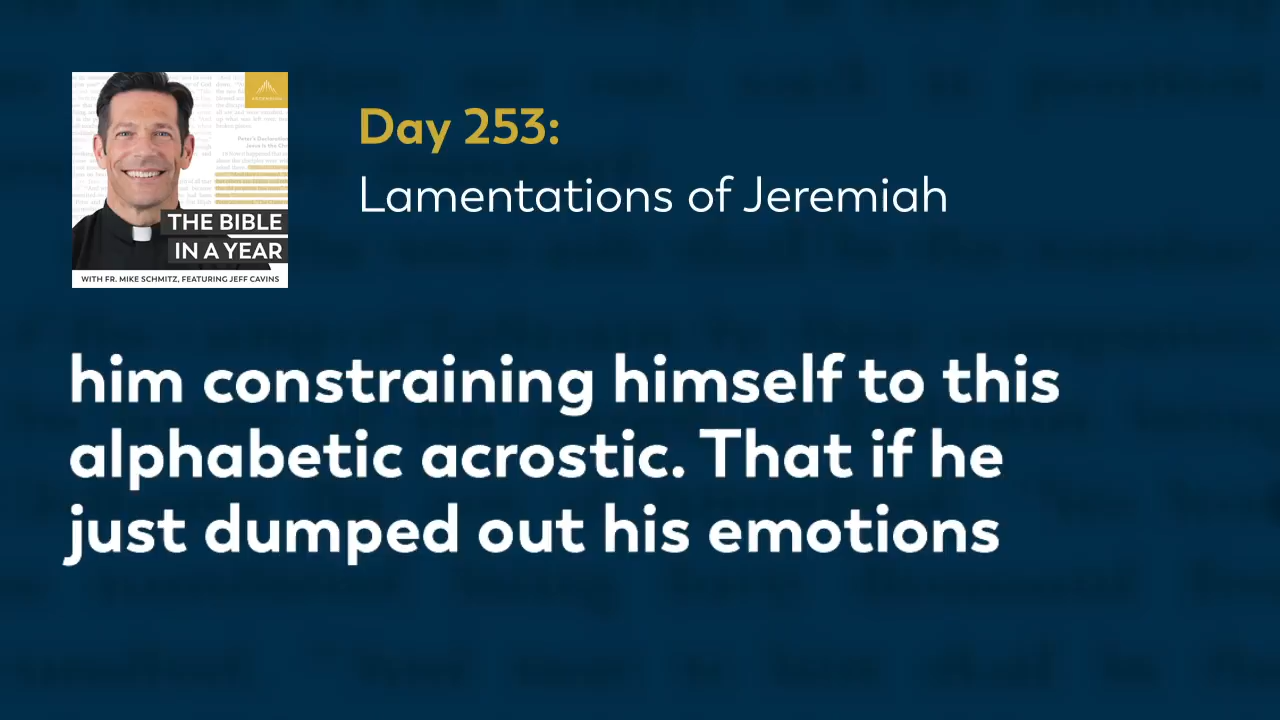 Day 253:
Lamentations of Jeremiah
ASCENSION
THE BIBLE
IN A YEAR
WITH FR. MIKE SCHMITZ, FEATURING JEFF CAVINS
him constraining himself to this
alphabetic acrostic. That if he
just dumped out his emotions